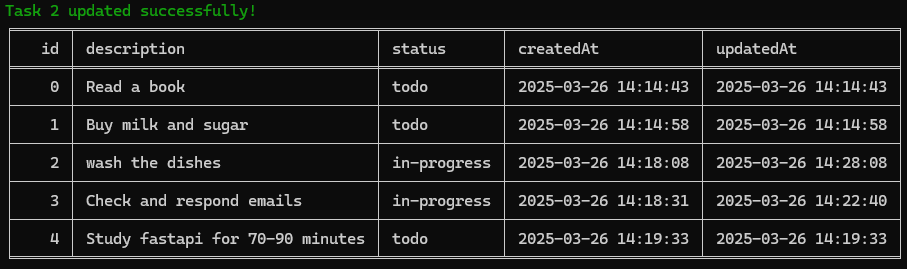 Task 2 updated successfully!
id description status createdAt updatedAt
0 Read a book todo 2025-03-26 14:14:43 2025-03-26 14:14:43
1 Buy milk and sugar todo 2025-03-26 14:14:58 2025-03-26 14:14:58
2 wash the dishes in-progress 2025-03-26 14:18:08 2025-03-26 14:28:08
3 Check and respond emails in-progress 2025-03-26 14:18:31 2025-03-26 14:22:40
4 Study fastapi for 70-90 minutes todo 2025-03-26 14:19:33 2025-03-26 14:19:33